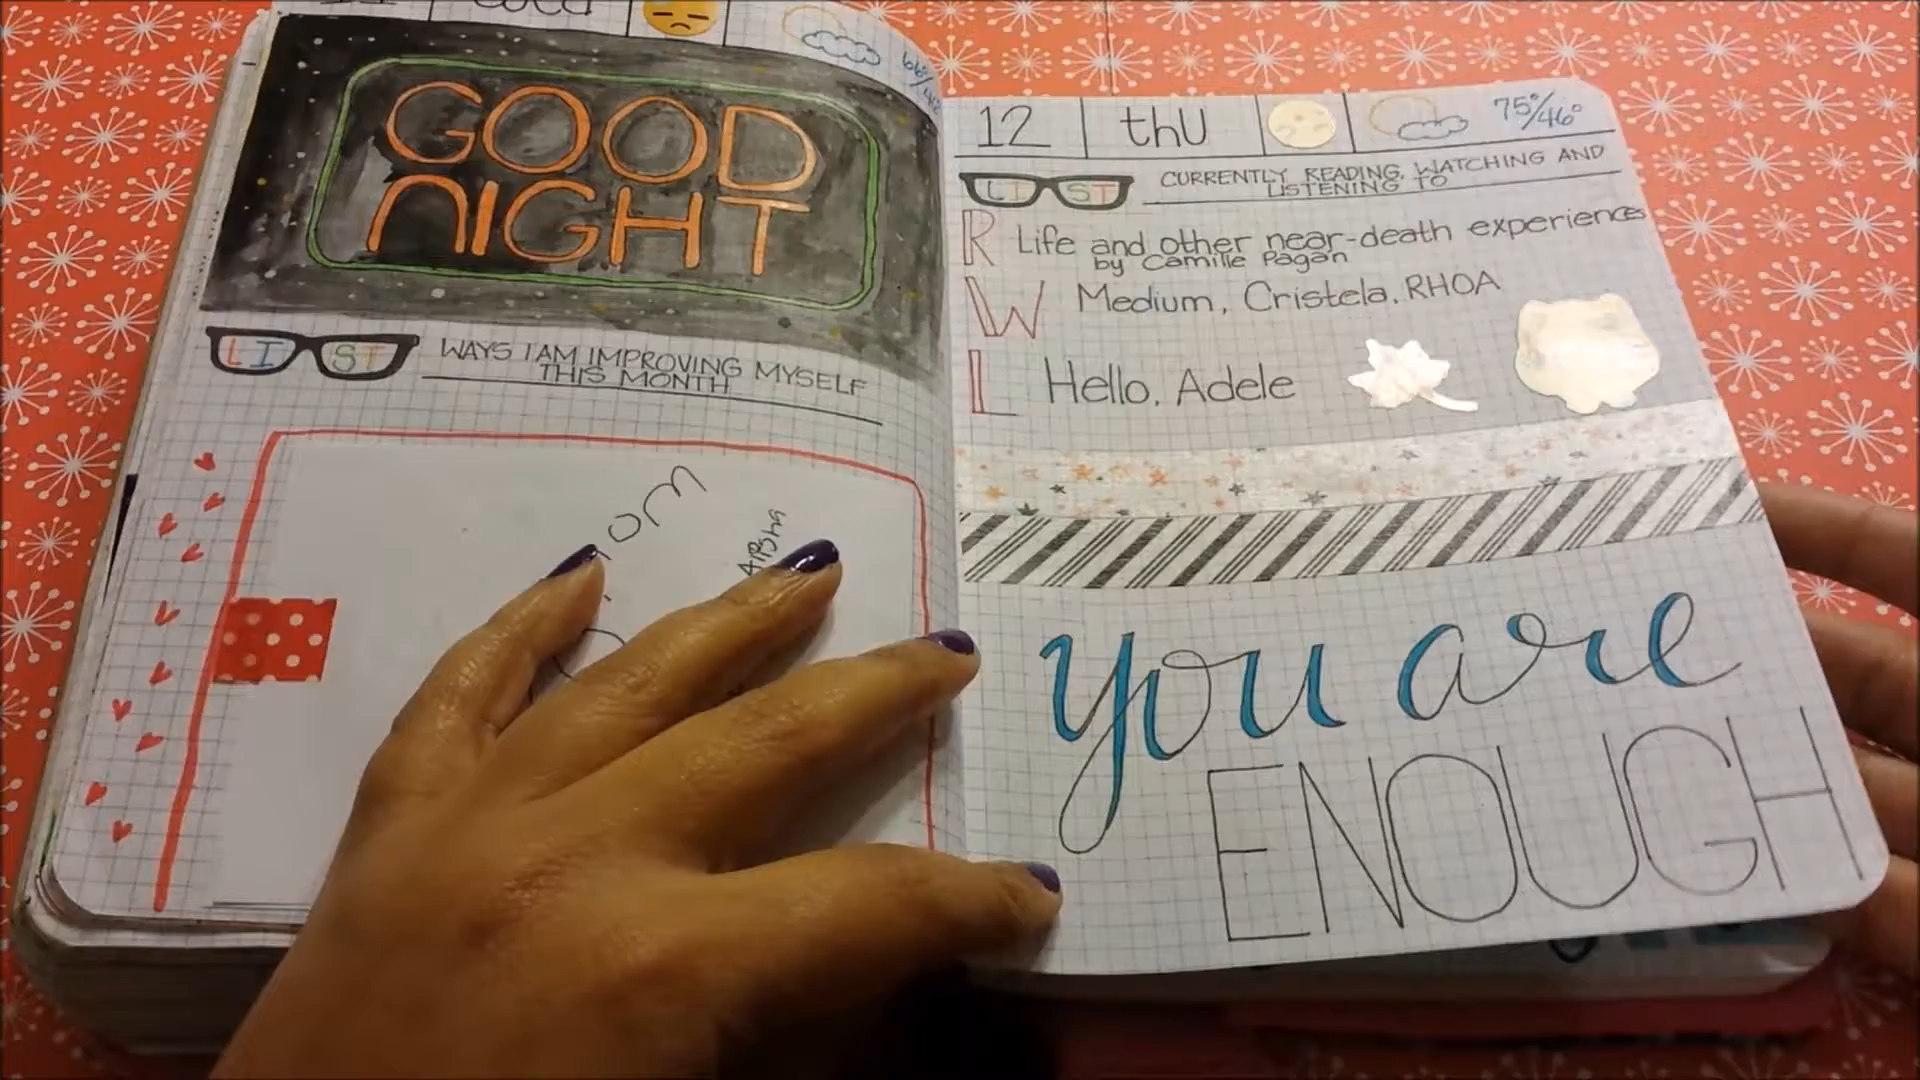 GOOD
NIGHT
LIST
WAYS I AM IMPROVING MYSELF
THIS MONTH
om
12
thU
75°/46°
LIST
CURRENTLY READING, WATCHING AND
LISTENING TO
R Life and other near-death experiences
by Camille Pagan
W Medium, Cristela, RHOA
L Hello, Adele
you are
ENOUGH